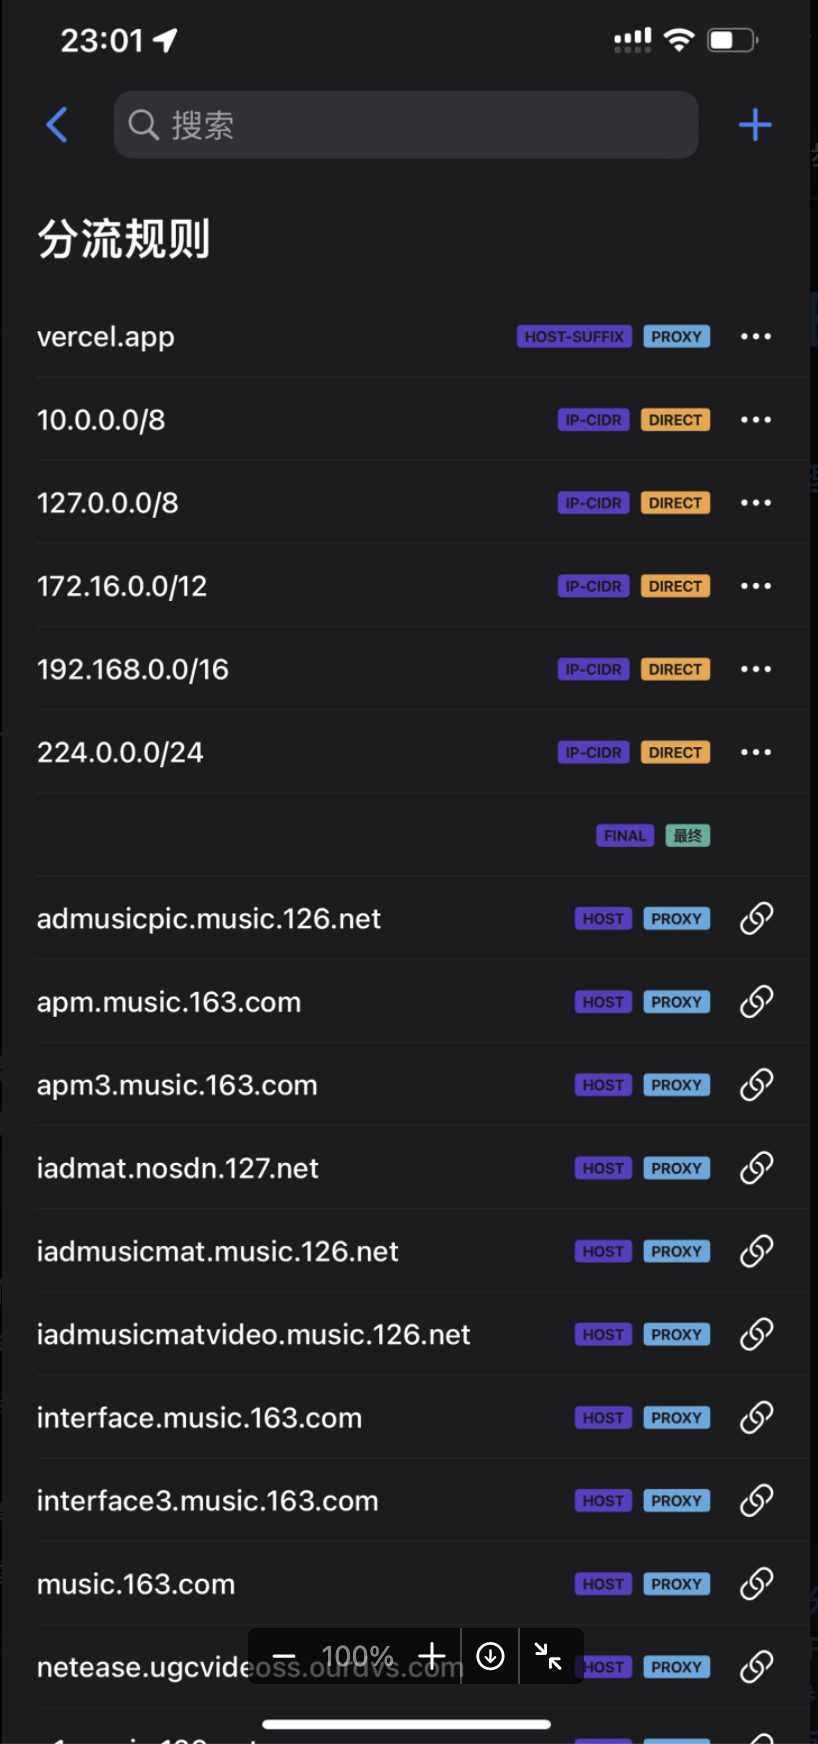 23:01
搜索
分流规则
vercel.app HOST-SUFFIX PROXY
10.0.0.0/8 IP-CIDR DIRECT
127.0.0.0/8 IP-CIDR DIRECT
172.16.0.0/12 IP-CIDR DIRECT
192.168.0.0/16 IP-CIDR DIRECT
224.0.0.0/24 IP-CIDR DIRECT
FINAL 最终
admusicpic.music.126.net HOST PROXY
apm.music.163.com HOST PROXY
apm3.music.163.com HOST PROXY
iadmat.nosdn.127.net HOST PROXY
iadmusicmat.music.126.net HOST PROXY
iadmusicmatvideo.music.126.net HOST PROXY
interface.music.163.com HOST PROXY
interface3.music.163.com HOST PROXY
music.163.com HOST PROXY
netease.ugcvideoss.ourdvs.com HOST PROXY
100%